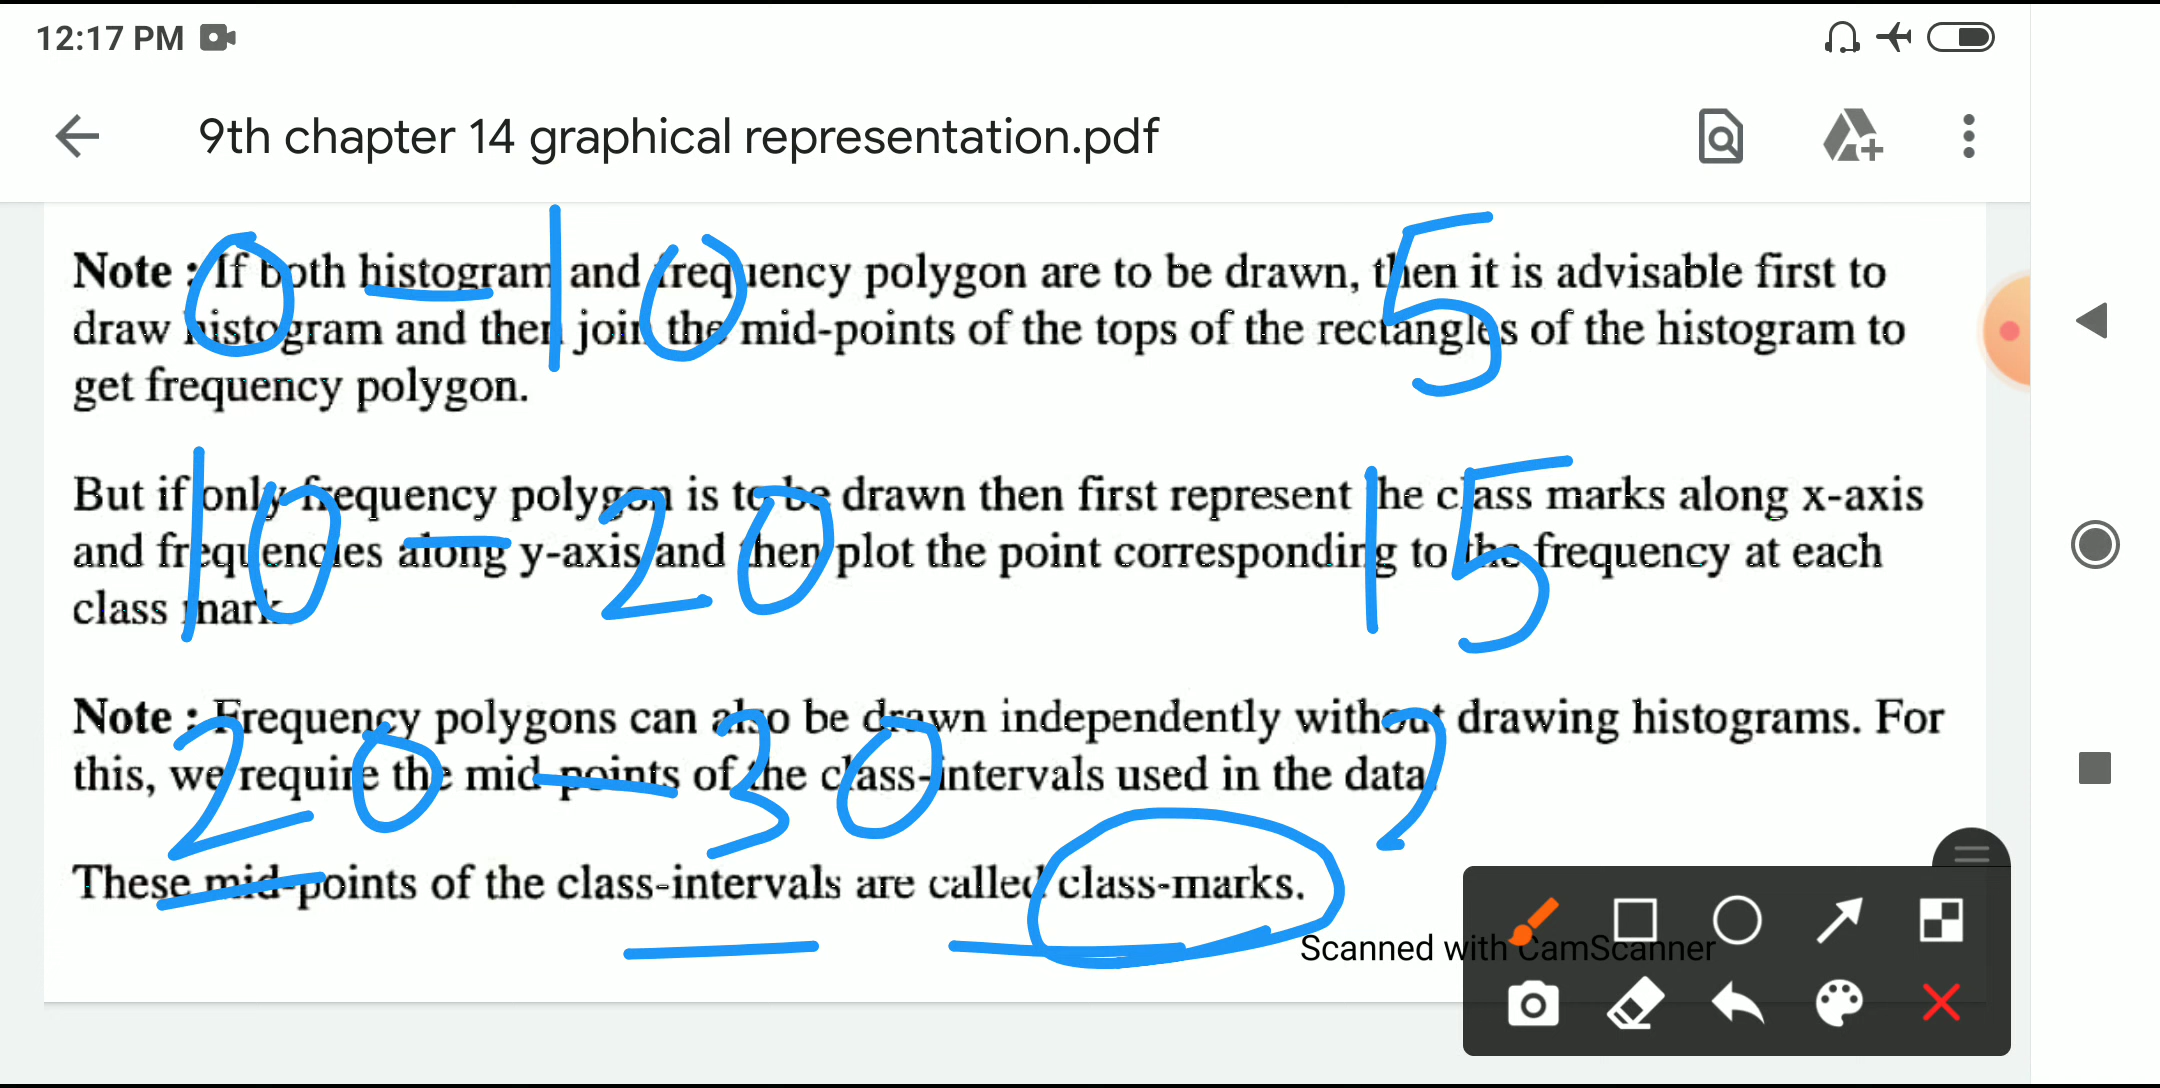 12:17 PM
9th chapter 14 graphical representation.pdf
Note : If both histogram and frequency polygon are to be drawn, then it is advisable first to
draw histogram and then join the mid-points of the tops of the rectangles of the histogram to
get frequency polygon.
0 - 10 5
But if only frequency polygon is to be drawn then first represent the class marks along x-axis
and frequencies along y-axis and then plot the point corresponding to the frequency at each
class mark.
10 - 20 15
Note : Frequency polygons can also be drawn independently without drawing histograms. For
this, we require the mid-points of the class-intervals used in the data.
20 - 30
These mid-points of the class-intervals are called class-marks.
Scanned with CamScanner